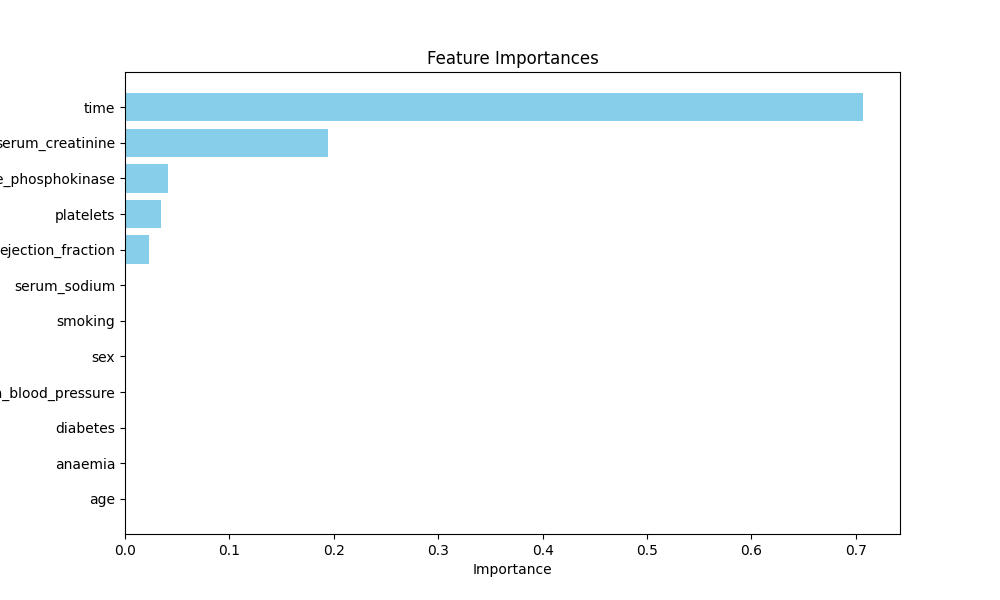 Feature Importances
time
serum_creatinine
e_phosphokinase
platelets
ejection_fraction
serum_sodium
smoking
sex
_blood_pressure
diabetes
anaemia
age
0.0 0.1 0.2 0.3 0.4 0.5 0.6 0.7
Importance